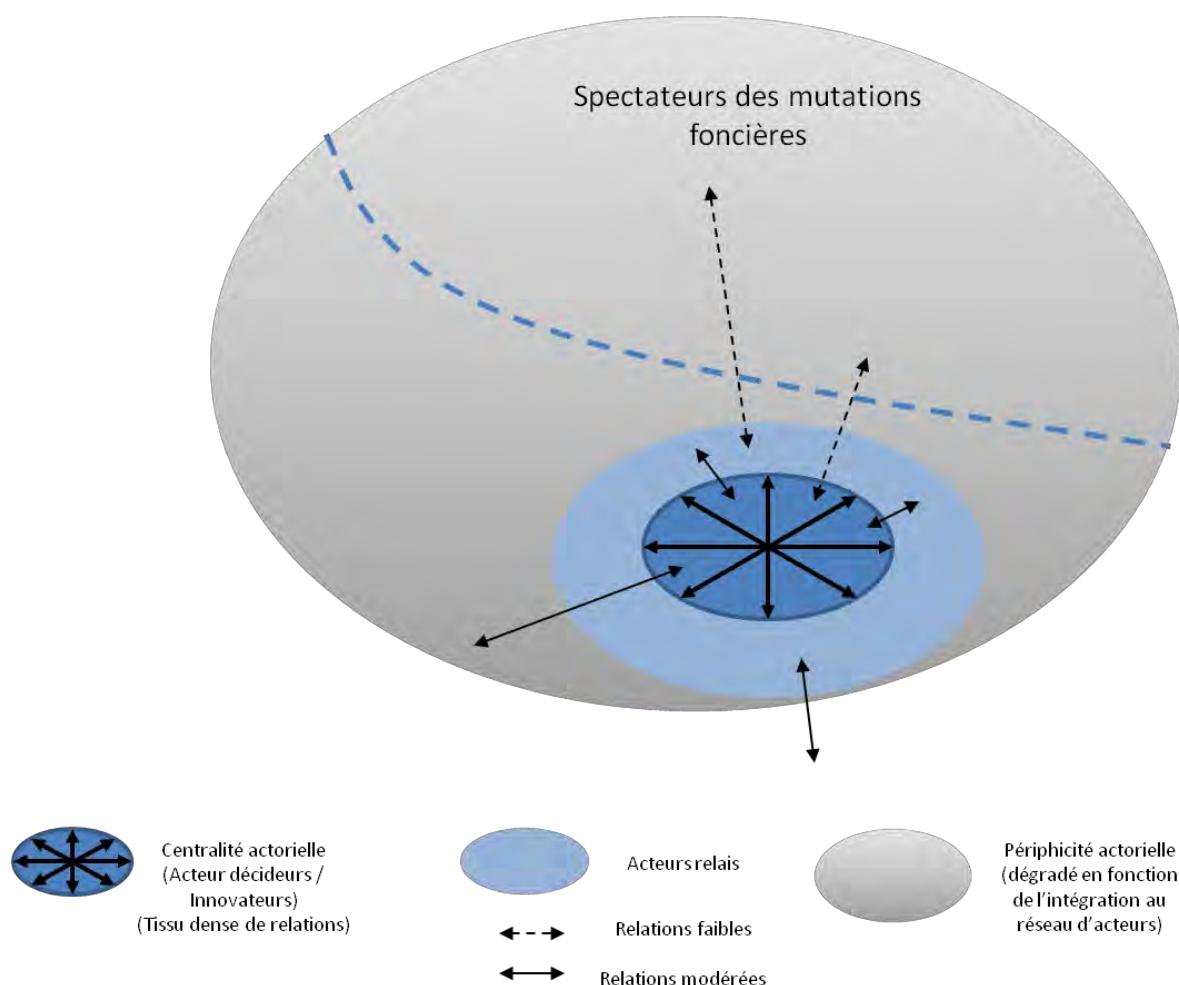 Spectateurs des mutations
foncières
Centralité actorielle
(Acteur décideurs /
Innovateurs)
(Tissu dense de relations)
Acteurs relais
Relations faibles
Relations modérées
Périphicité actorielle
(dégradé en fonction
de l'intégration au
réseau d'acteurs)